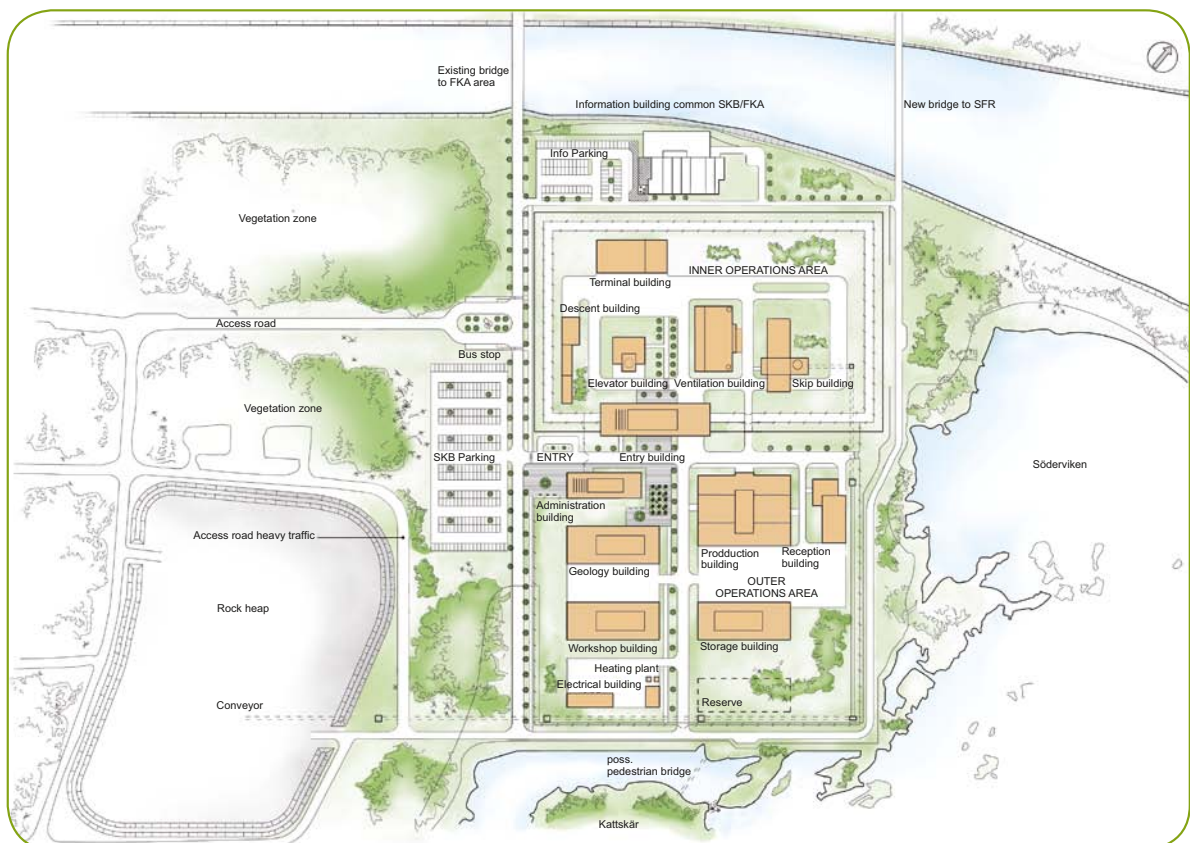 Existing bridge
to FKA area
Information building common SKB/FKA
New bridge to SFR
Info Parking
Vegetation zone
INNER OPERATIONS AREA
Terminal building
Descent building
Access road
Bus stop
Elevator building
Ventilation building
Skip building
Vegetation zone
SKB Parking
ENTRY
Entry building
Söderviken
Administration
building
Access road heavy traffic
Geology building
Prodduction
building
Reception
building
OUTER
OPERATIONS AREA
Rock heap
Workshop building
Storage building
Heating plant
Electrical building
Conveyor
Reserve
poss.
pedestrian bridge
Kattskär